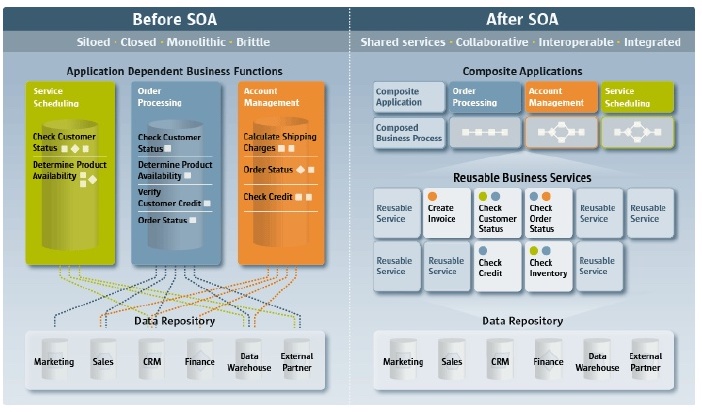 Before SOA
Siloed · Closed · Monolithic · Brittle
Application Dependent Business Functions
Service
Scheduling
Check Customer
Status
Determine Product
Availability
Order
Processing
Check Customer
Status
Determine Product
Availability
Verify
Customer Credit
Order Status
Account
Management
Calculate Shipping
Charges
Order Status
Check Credit
Data Repository
Marketing
Sales
CRM
Finance
Data
Warehouse
External
Partner
After SOA
Shared services · Collaborative · Interoperable · Integrated
Composite Applications
Composite
Application
Order
Processing
Account
Management
Service
Scheduling
Composed
Business Process
Reusable Business Services
Reusable
Service
Create
Invoice
Check
Customer
Status
Check
Order
Status
Reusable
Service
Reusable
Service
Reusable
Service
Reusable
Service
Check
Credit
Check
Inventory
Reusable
Service
Data Repository
Marketing
Sales
CRM
Finance
Data
Warehouse
External
Partner